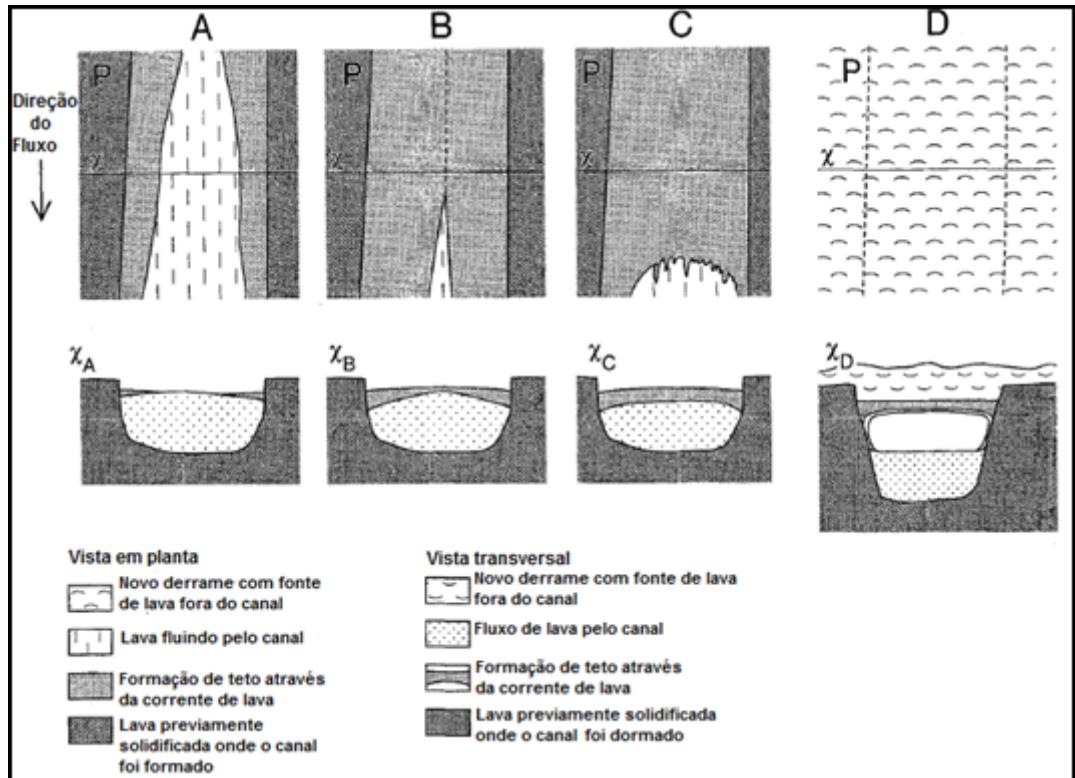 A
B
C
D
P
P
P
P
Direção
do
Fluxo
χ
χ
χ
χ
χA
χB
χC
χD
Vista em planta
Novo derrame com fonte
de lava fora do canal
Lava fluindo pelo canal
Formação de teto através
da corrente de lava
Lava previamente
solidificada onde o canal
foi formado
Vista transversal
Novo derrame com fonte de lava
fora do canal
Fluxo de lava pelo canal
Formação de teto através
da corrente de lava
Lava previamente solidificada
onde o canal foi dormado